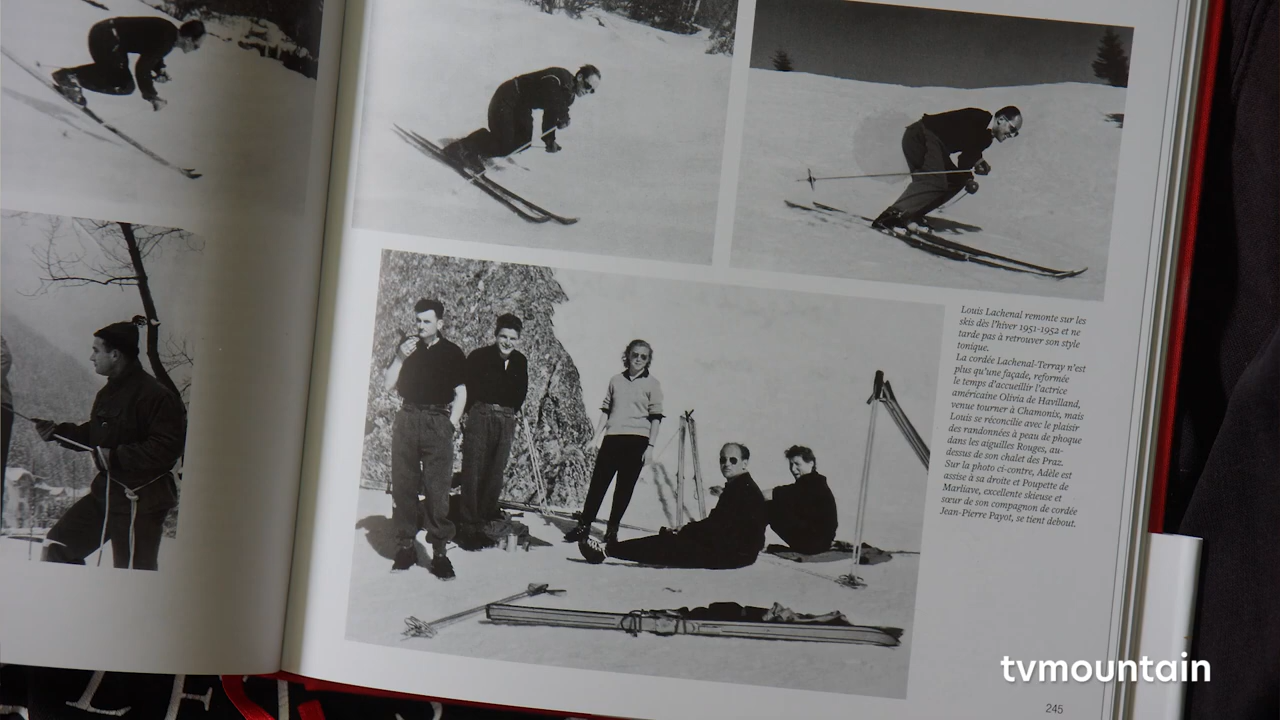 Louis Lachenal remonte sur les
skis dès l'hiver 1951-1952 et ne
tarde pas à retrouver son style
tonique.
La cordée Lachenal-Terray n'est
plus qu'une façade, reformée
le temps d'accueillir l'actrice
américaine Olivia de Havilland,
venue tourner à Chamonix, mais
Louis se réconcilie avec le plaisir
des randonnées à peau de phoque
dans les aiguilles Rouges, au-
dessus de son chalet des Praz.
Sur la photo ci-contre, Adèle est
assise à sa droite et Poupette de
Marliave, excellente skieuse et
sœur de son compagnon de cordée
Jean-Pierre Payot, se tient debout.
tvmountain
245